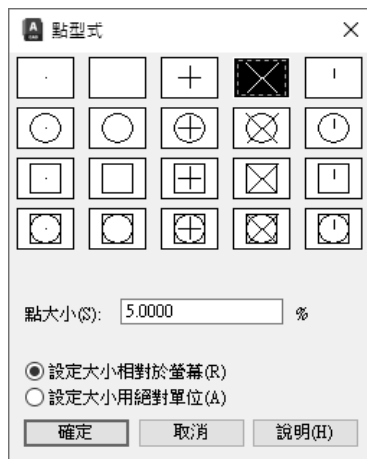 點型式
點大小(S): 5.0000 %
設定大小相對於螢幕(R)
設定大小用絕對單位(A)
確定 取消 說明(H)